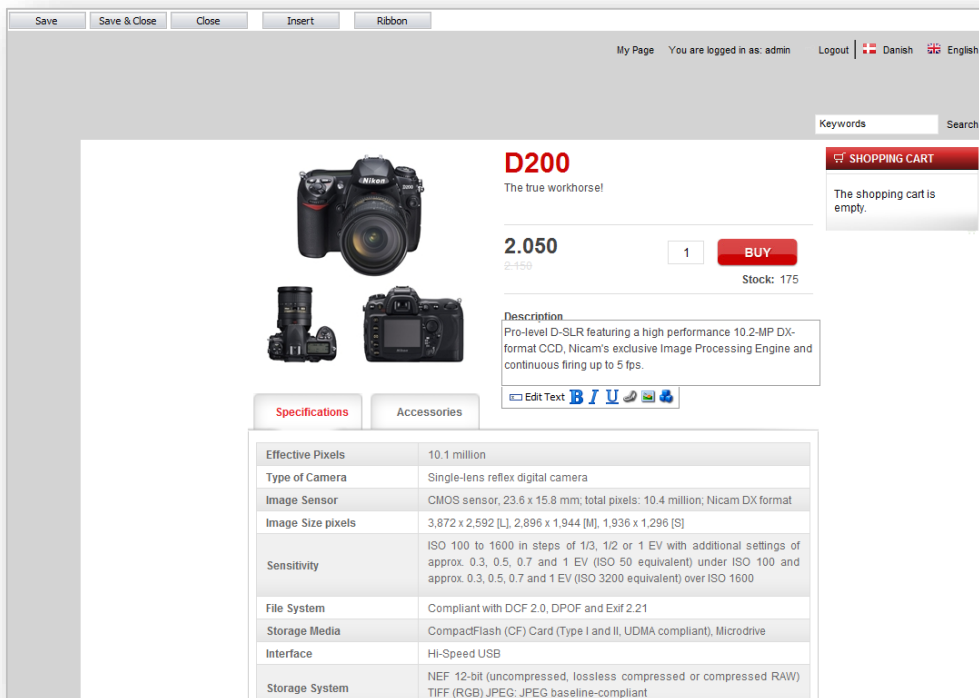 Save Save & Close Close Insert Ribbon
My Page You are logged in as: admin Logout Danish English
Keywords Search
SHOPPING CART
The shopping cart is
empty.
Nikon
D200
D200
The true workhorse!
2.050
2.150
1 BUY
Stock: 175
Description
Pro-level D-SLR featuring a high performance 10.2-MP DX-
format CCD, Nicam's exclusive Image Processing Engine and
continuous firing up to 5 fps.
Edit Text B I U
Specifications Accessories
Effective Pixels 10.1 million
Type of Camera Single-lens reflex digital camera
Image Sensor CMOS sensor, 23.6 x 15.8 mm; total pixels: 10.4 million; Nicam DX format
Image Size pixels 3,872 x 2,592 [L], 2,896 x 1,944 [M], 1,936 x 1,296 [S]
Sensitivity ISO 100 to 1600 in steps of 1/3, 1/2 or 1 EV with additional settings of
approx. 0.3, 0.5, 0.7 and 1 EV (ISO 50 equivalent) under ISO 100 and
approx. 0.3, 0.5, 0.7 and 1 EV (ISO 3200 equivalent) over ISO 1600
File System Compliant with DCF 2.0, DPOF and Exif 2.21
Storage Media CompactFlash (CF) Card (Type I and II, UDMA compliant), Microdrive
Interface Hi-Speed USB
Storage System NEF 12-bit (uncompressed, lossless compressed or compressed RAW)
TIFF (RGB) JPEG: JPEG baseline-compliant